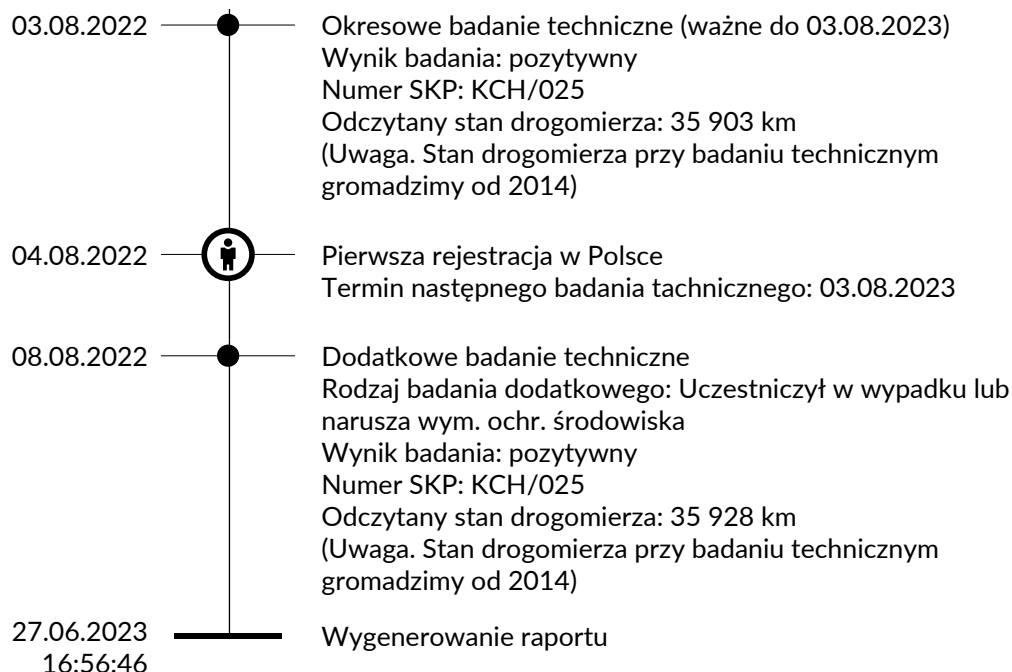 03.08.2022 Okresowe badanie techniczne (ważne do 03.08.2023)
Wynik badania: pozytywny
Numer SKP: KCH/025
Odczytany stan drogomierza: 35 903 km
(Uwaga. Stan drogomierza przy badaniu technicznym
gromadzimy od 2014)
04.08.2022 Pierwsza rejestracja w Polsce
Termin następnego badania tachnicznego: 03.08.2023
08.08.2022 Dodatkowe badanie techniczne
Rodzaj badania dodatkowego: Uczestniczył w wypadku lub
narusza wym. ochr. środowiska
Wynik badania: pozytywny
Numer SKP: KCH/025
Odczytany stan drogomierza: 35 928 km
(Uwaga. Stan drogomierza przy badaniu technicznym
gromadzimy od 2014)
27.06.2023 Wygenerowanie raportu
16:56:46